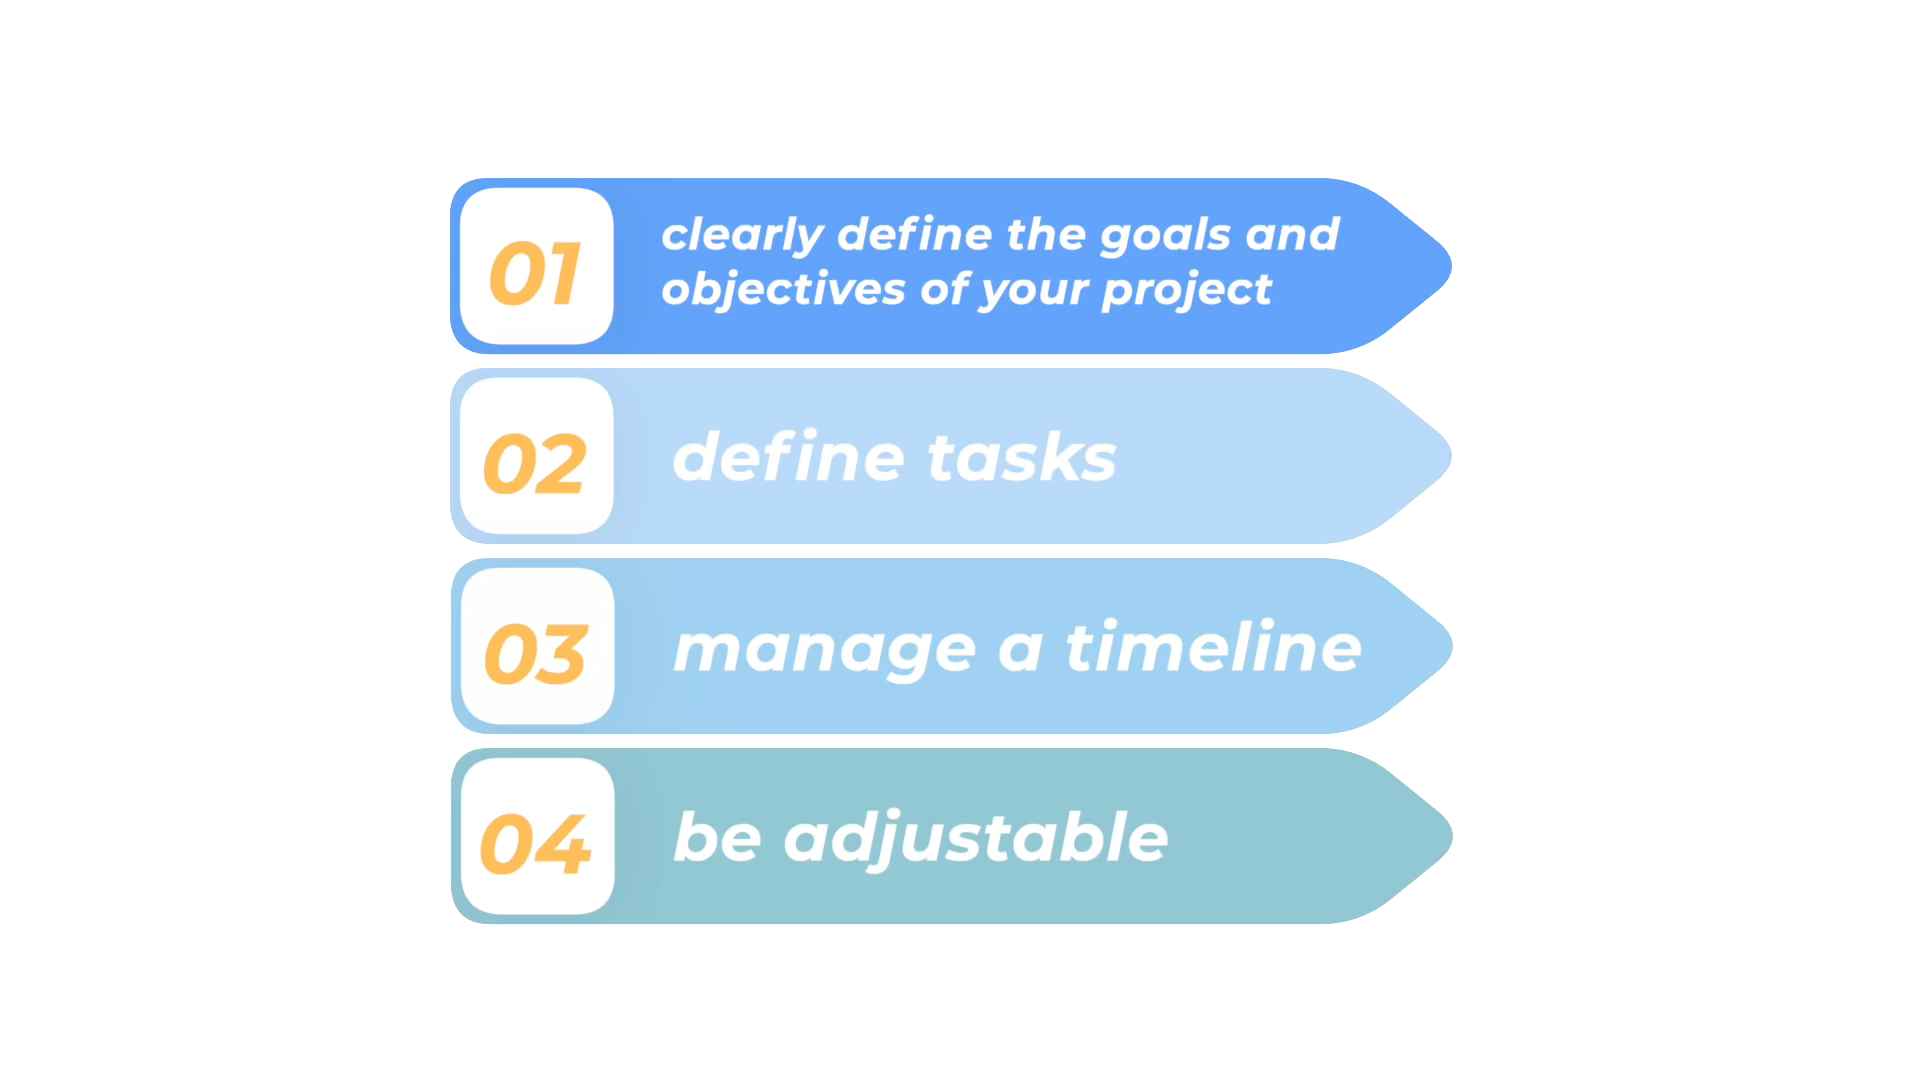 01
clearly define the goals and
objectives of your project
02
define tasks
03
manage a timeline
04
be adjustable